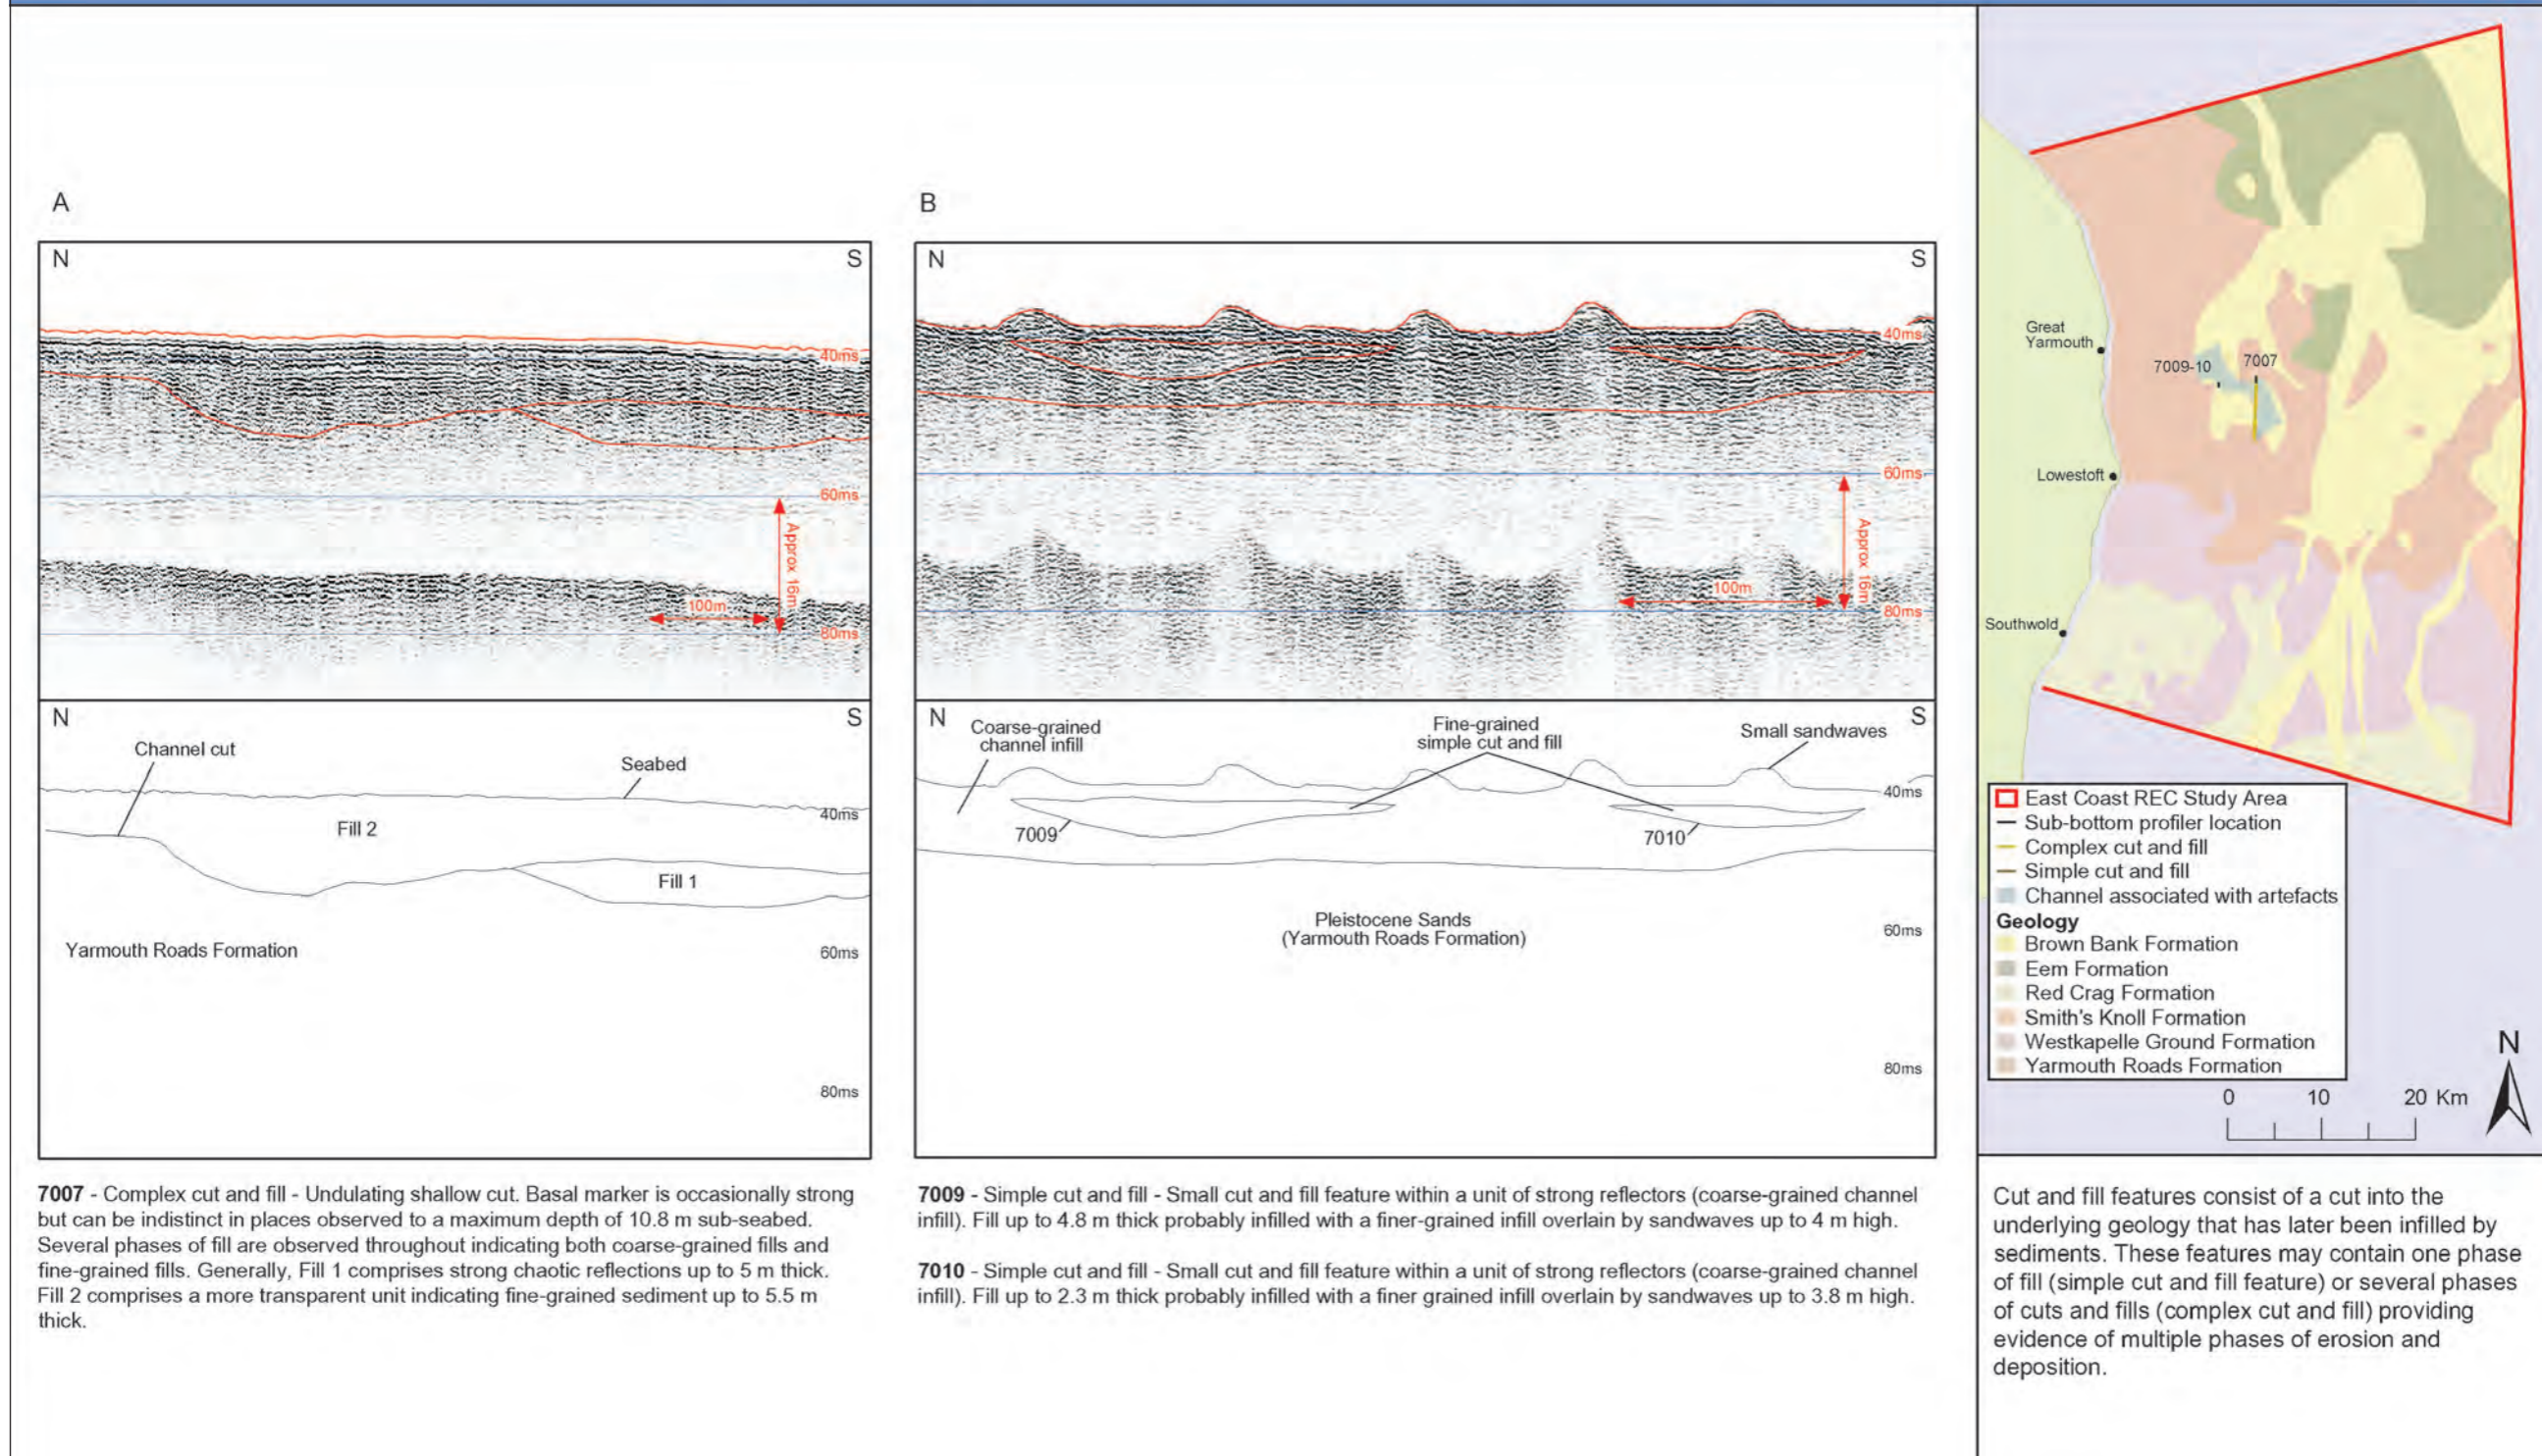 A
N
S
40ms
60ms
Approx 16m
100m
80ms
N
S
Channel cut
Seabed
40ms
Fill 2
Fill 1
Yarmouth Roads Formation
60ms
80ms
7007 - Complex cut and fill - Undulating shallow cut. Basal marker is occasionally strong
but can be indistinct in places observed to a maximum depth of 10.8 m sub-seabed.
Several phases of fill are observed throughout indicating both coarse-grained fills and
fine-grained fills. Generally, Fill 1 comprises strong chaotic reflections up to 5 m thick.
Fill 2 comprises a more transparent unit indicating fine-grained sediment up to 5.5 m
thick.
B
N
S
40ms
60ms
Approx 16m
100m
80ms
N
S
Coarse-grained
channel infill
Fine-grained
simple cut and fill
Small sandwaves
40ms
7009
7010
Pleistocene Sands
(Yarmouth Roads Formation)
60ms
80ms
7009 - Simple cut and fill - Small cut and fill feature within a unit of strong reflectors (coarse-grained channel
infill). Fill up to 4.8 m thick probably infilled with a finer-grained infill overlain by sandwaves up to 4 m high.
7010 - Simple cut and fill - Small cut and fill feature within a unit of strong reflectors (coarse-grained channel
infill). Fill up to 2.3 m thick probably infilled with a finer grained infill overlain by sandwaves up to 3.8 m high.
Great
Yarmouth
7009-10
7007
Lowestoft
Southwold
East Coast REC Study Area
Sub-bottom profiler location
Complex cut and fill
Simple cut and fill
Channel associated with artefacts
Geology
Brown Bank Formation
Eem Formation
Red Crag Formation
Smith's Knoll Formation
Westkapelle Ground Formation
Yarmouth Roads Formation
N
0 10 20 Km
Cut and fill features consist of a cut into the
underlying geology that has later been infilled by
sediments. These features may contain one phase
of fill (simple cut and fill feature) or several phases
of cuts and fills (complex cut and fill) providing
evidence of multiple phases of erosion and
deposition.